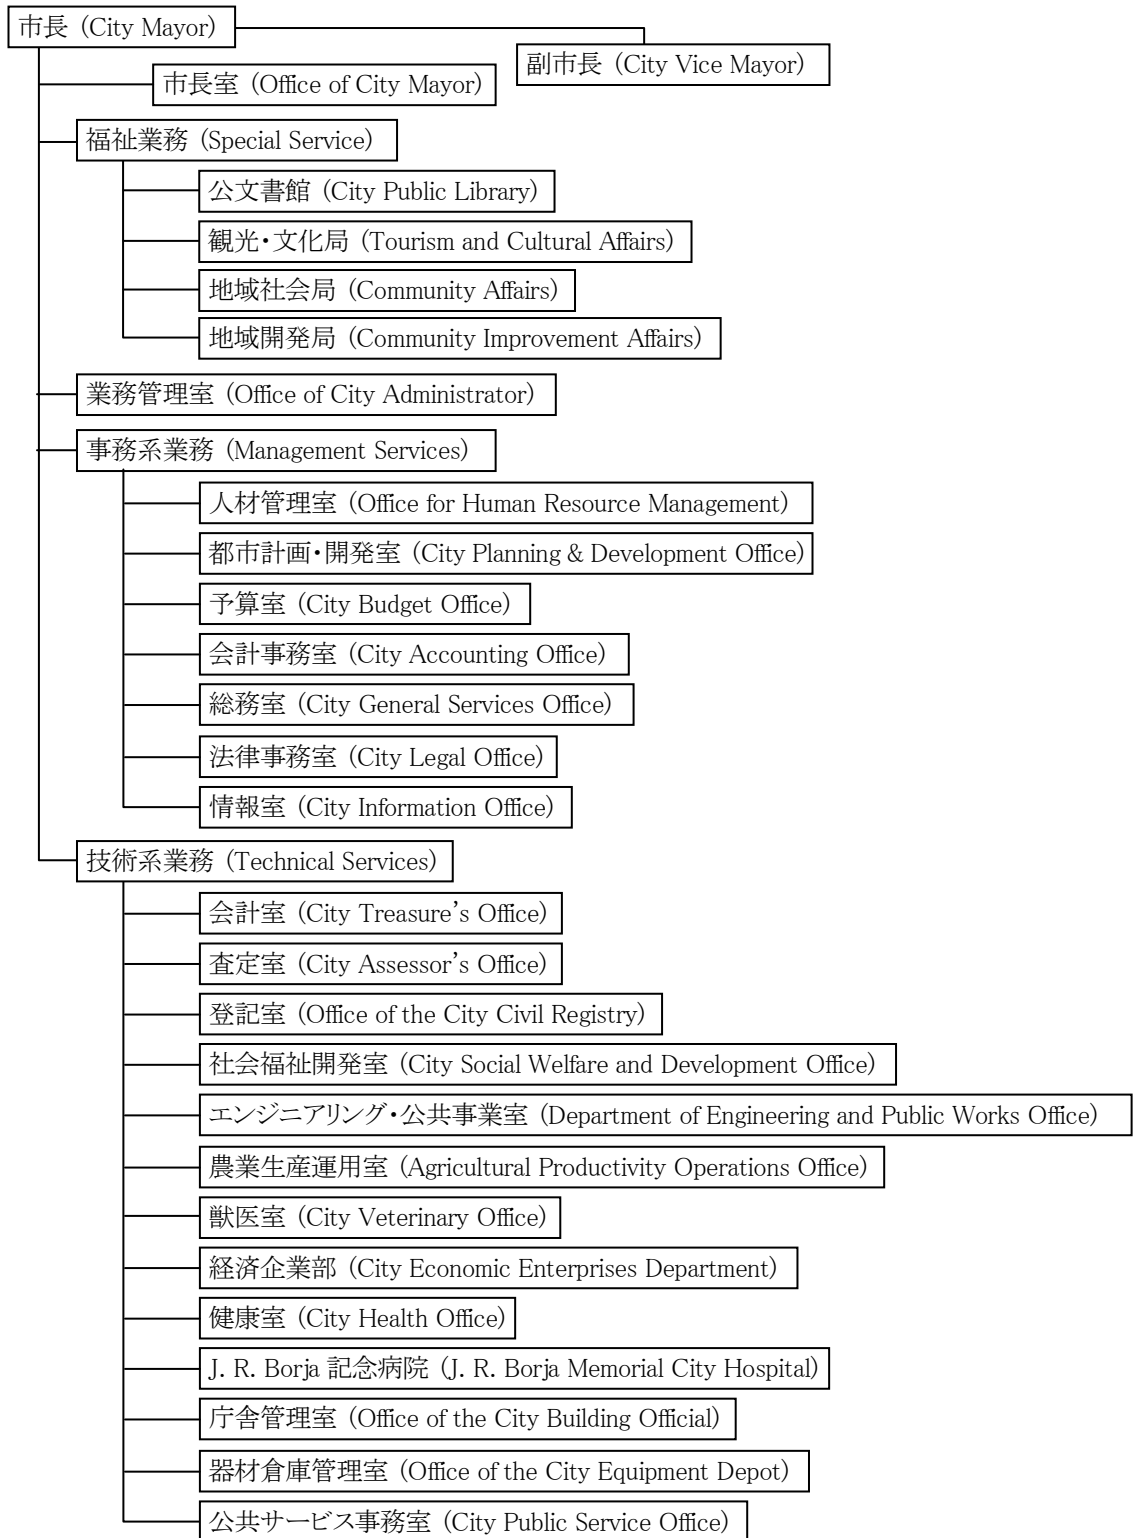 市長 (City Mayor)
副市長 (City Vice Mayor)
市長室 (Office of City Mayor)
福祉業務 (Special Service)
公文書館 (City Public Library)
観光・文化局 (Tourism and Cultural Affairs)
地域社会局 (Community Affairs)
地域開発局 (Community Improvement Affairs)
業務管理室 (Office of City Administrator)
事務系業務 (Management Services)
人材管理室 (Office for Human Resource Management)
都市計画・開発室 (City Planning & Development Office)
予算室 (City Budget Office)
会計事務室 (City Accounting Office)
総務室 (City General Services Office)
法律事務室 (City Legal Office)
情報室 (City Information Office)
技術系業務 (Technical Services)
会計室 (City Treasure's Office)
査定室 (City Assessor's Office)
登記室 (Office of the City Civil Registry)
社会福祉開発室 (City Social Welfare and Development Office)
エンジニアリング・公共事業室 (Department of Engineering and Public Works Office)
農業生産運用室 (Agricultural Productivity Operations Office)
獣医室 (City Veterinary Office)
経済企業部 (City Economic Enterprises Department)
健康室 (City Health Office)
J. R. Borja 記念病院 (J. R. Borja Memorial City Hospital)
庁舎管理室 (Office of the City Building Official)
器材倉庫管理室 (Office of the City Equipment Depot)
公共サービス事務室 (City Public Service Office)